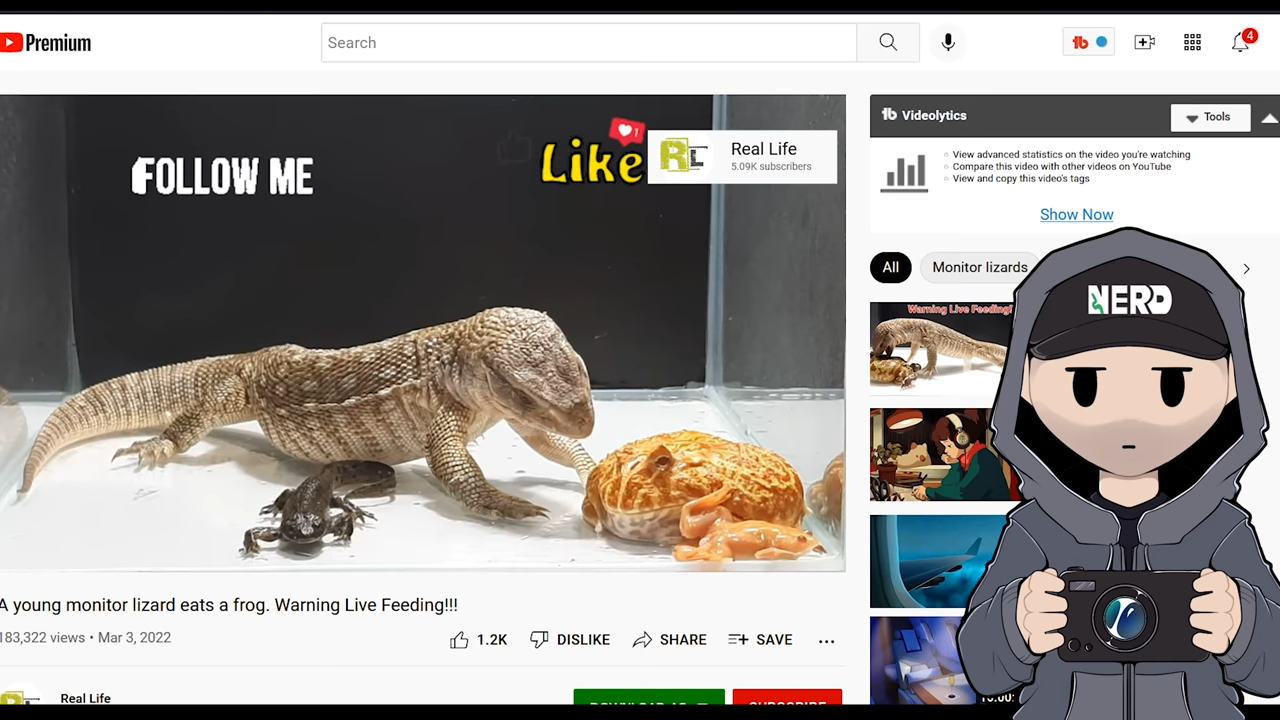 Premium
Search
4
FOLLOW ME
Like
1
RL
Real Life
5.09K subscribers
tb Videolytics
Tools
View advanced statistics on the video you're watching
Compare this video with other videos on YouTube
View and copy this video's tags
Show Now
All
Monitor lizards
Warning Live Feeding!
NERD
A young monitor lizard eats a frog. Warning Live Feeding!!!
183,322 views • Mar 3, 2022
1.2K
DISLIKE
SHARE
SAVE
Real Life